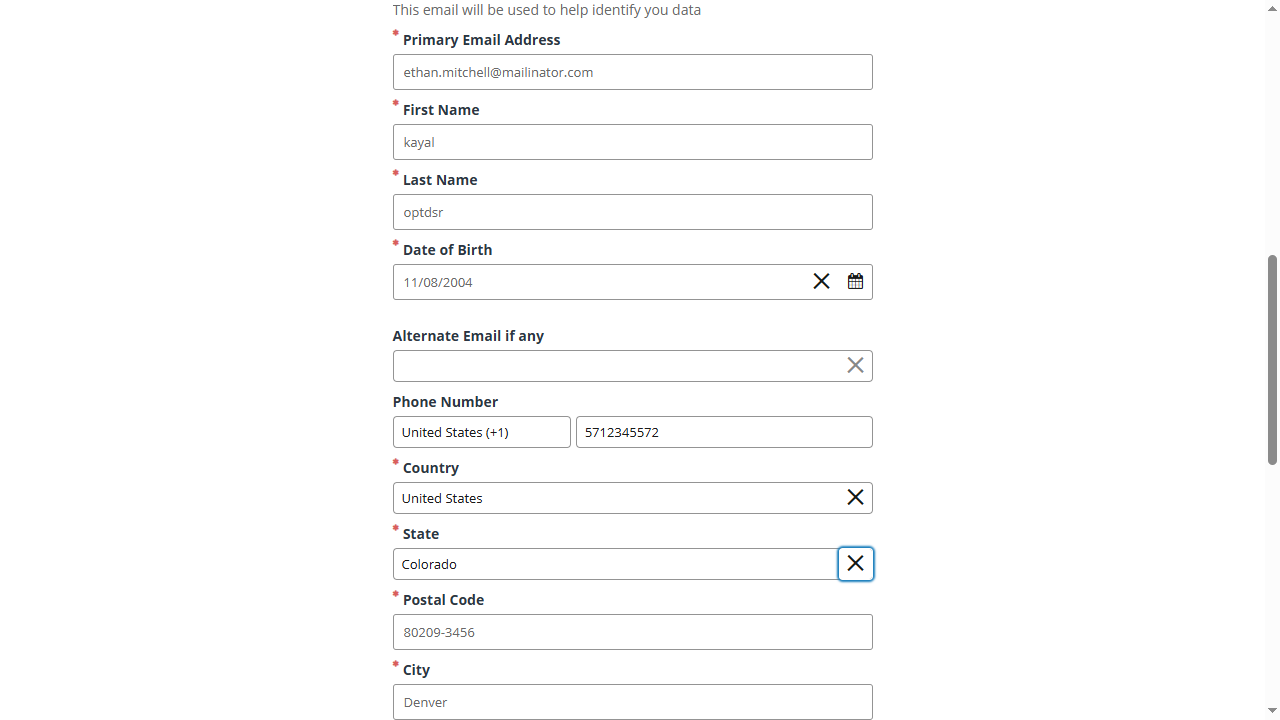 This email will be used to help identify you data
* Primary Email Address
ethan.mitchell@mailinator.com
* First Name
kayal
* Last Name
optdsr
* Date of Birth
11/08/2004
Alternate Email if any
Phone Number
United States (+1) 5712345572
* Country
United States
* State
Colorado
* Postal Code
80209-3456
* City
Denver